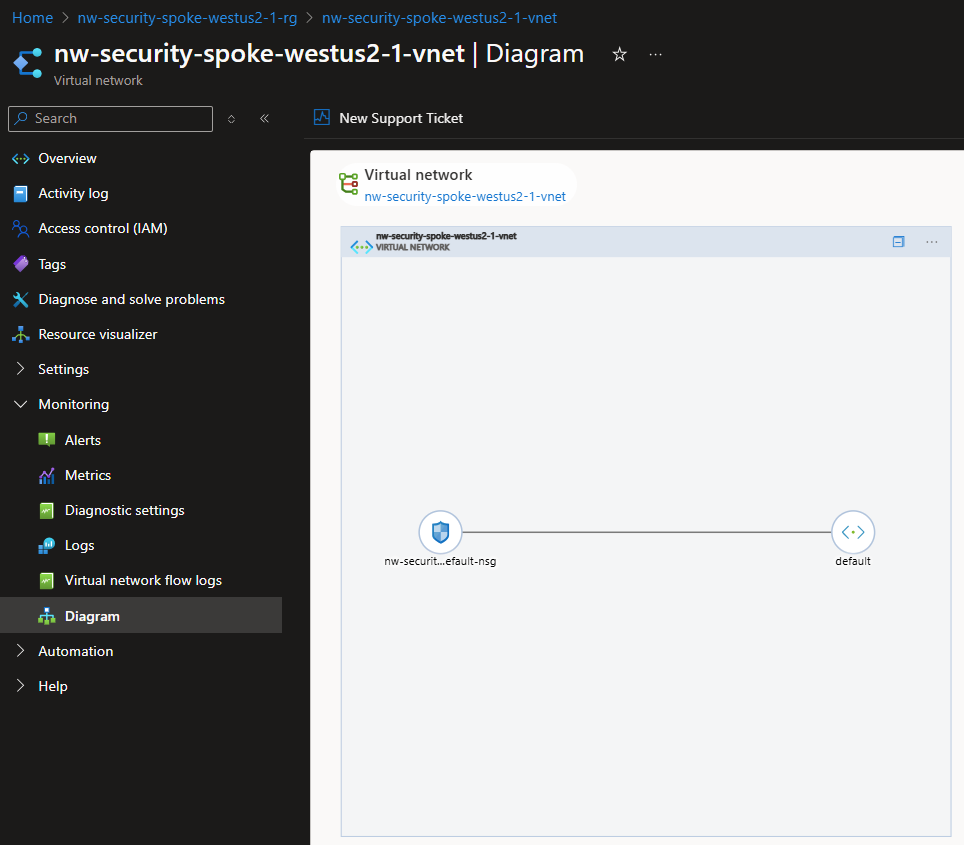 Home > nw-security-spoke-westus2-1-rg > nw-security-spoke-westus2-1-vnet
nw-security-spoke-westus2-1-vnet | Diagram
Virtual network
Search
New Support Ticket
Overview
Activity log
Access control (IAM)
Tags
Diagnose and solve problems
Resource visualizer
Settings
Monitoring
Alerts
Metrics
Diagnostic settings
Logs
Virtual network flow logs
Diagram
Automation
Help
Virtual network
nw-security-spoke-westus2-1-vnet
nw-security-spoke-westus2-1-vnet
VIRTUAL NETWORK
nw-securit...efault-nsg
default